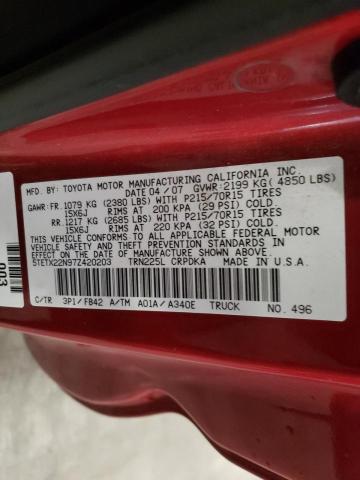 MFD. BY: TOYOTA MOTOR MANUFACTURING CALIFORNIA INC.
DATE 04/07 GVWR: 2199 KG (4850 LBS)
GAWR: FR. 1079 KG (2380 LBS) WITH P215/70R15 TIRES
15X6J RIMS AT 200 KPA (29 PSI) COLD.
RR. 1217 KG (2685 LBS) WITH P215/70R15 TIRES
15X6J RIMS AT 220 KPA (32 PSI) COLD.
THIS VEHICLE CONFORMS TO ALL APPLICABLE FEDERAL MOTOR
VEHICLE SAFETY AND THEFT PREVENTION STANDARDS IN
EFFECT ON THE DATE OF MANUFACTURE SHOWN ABOVE.
5TETX22N97Z420203 TRN225L CRPDKA MADE IN U.S.A.
C/TR 3P1/FB42 A/TM A01A/A340E TRUCK NO. 496
003